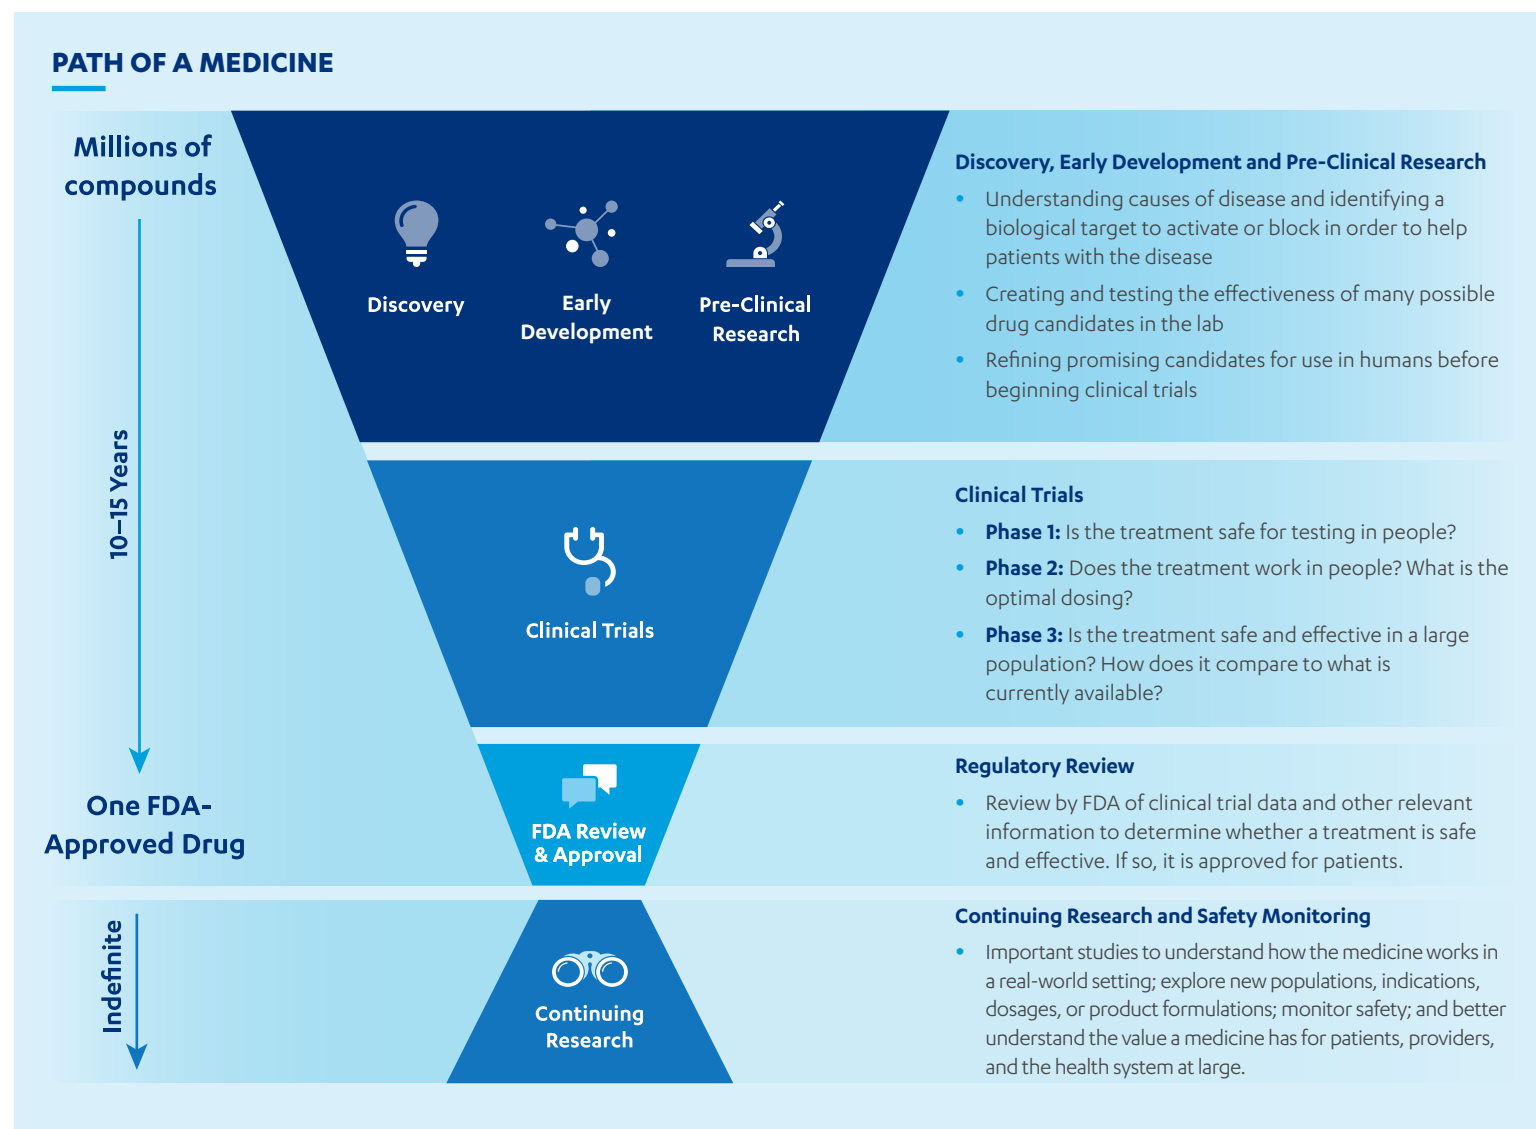 PATH OF A MEDICINE
Millions of
compounds
10–15 Years
One FDA-
Approved Drug
Indefinite
Discovery
Early
Development
Pre-Clinical
Research
Discovery, Early Development and Pre-Clinical Research
• Understanding causes of disease and identifying a
biological target to activate or block in order to help
patients with the disease
• Creating and testing the effectiveness of many possible
drug candidates in the lab
• Refining promising candidates for use in humans before
beginning clinical trials
Clinical Trials
Clinical Trials
• Phase 1: Is the treatment safe for testing in people?
• Phase 2: Does the treatment work in people? What is the
optimal dosing?
• Phase 3: Is the treatment safe and effective in a large
population? How does it compare to what is
currently available?
FDA Review
& Approval
Regulatory Review
• Review by FDA of clinical trial data and other relevant
information to determine whether a treatment is safe
and effective. If so, it is approved for patients.
Continuing
Research
Continuing Research and Safety Monitoring
• Important studies to understand how the medicine works in
a real-world setting; explore new populations, indications,
dosages, or product formulations; monitor safety; and better
understand the value a medicine has for patients, providers,
and the health system at large.